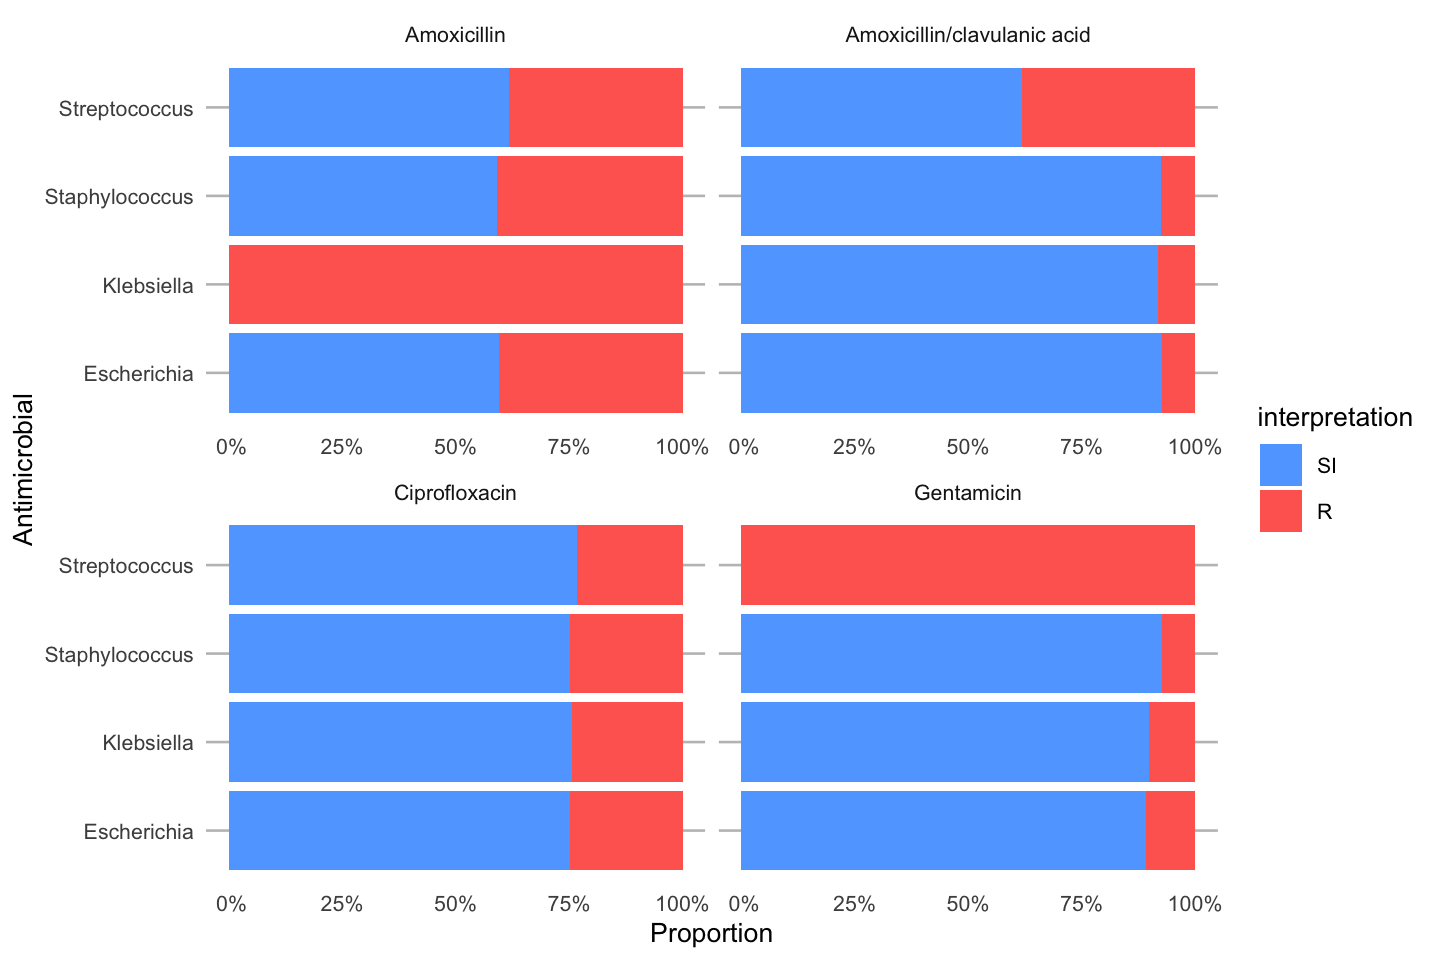 Amoxicillin
Amoxicillin/clavulanic acid
Streptococcus
Staphylococcus
Klebsiella
Escherichia
0% 25% 50% 75% 100% 0% 25% 50% 75% 100%
Ciprofloxacin
Gentamicin
Streptococcus
Staphylococcus
Klebsiella
Escherichia
0% 25% 50% 75% 100% 0% 25% 50% 75% 100%
Proportion
Antimicrobial
interpretation
SI
R